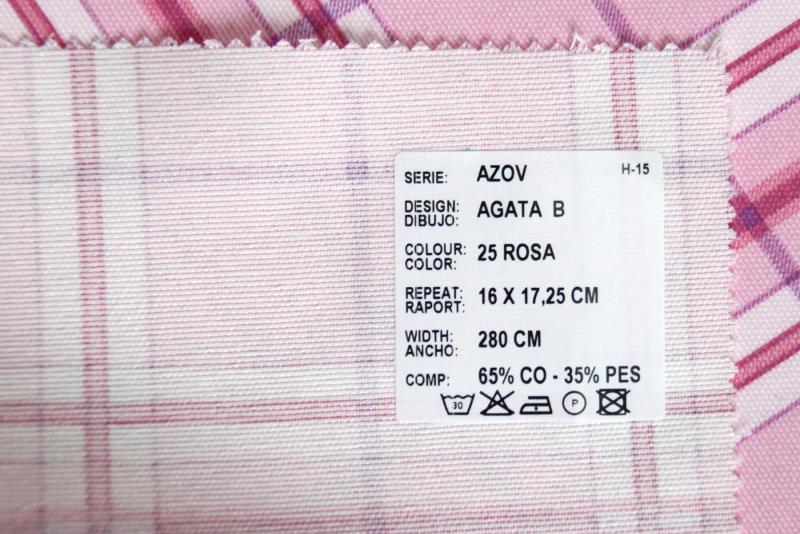 SERIE: AZOV H-15
DESIGN: AGATA B
DIBUJO:
COLOUR: 25 ROSA
COLOR:
REPEAT: 16 X 17,25 CM
RAPORT:
WIDTH: 280 CM
ANCHO:
COMP: 65% CO - 35% PES
30 P